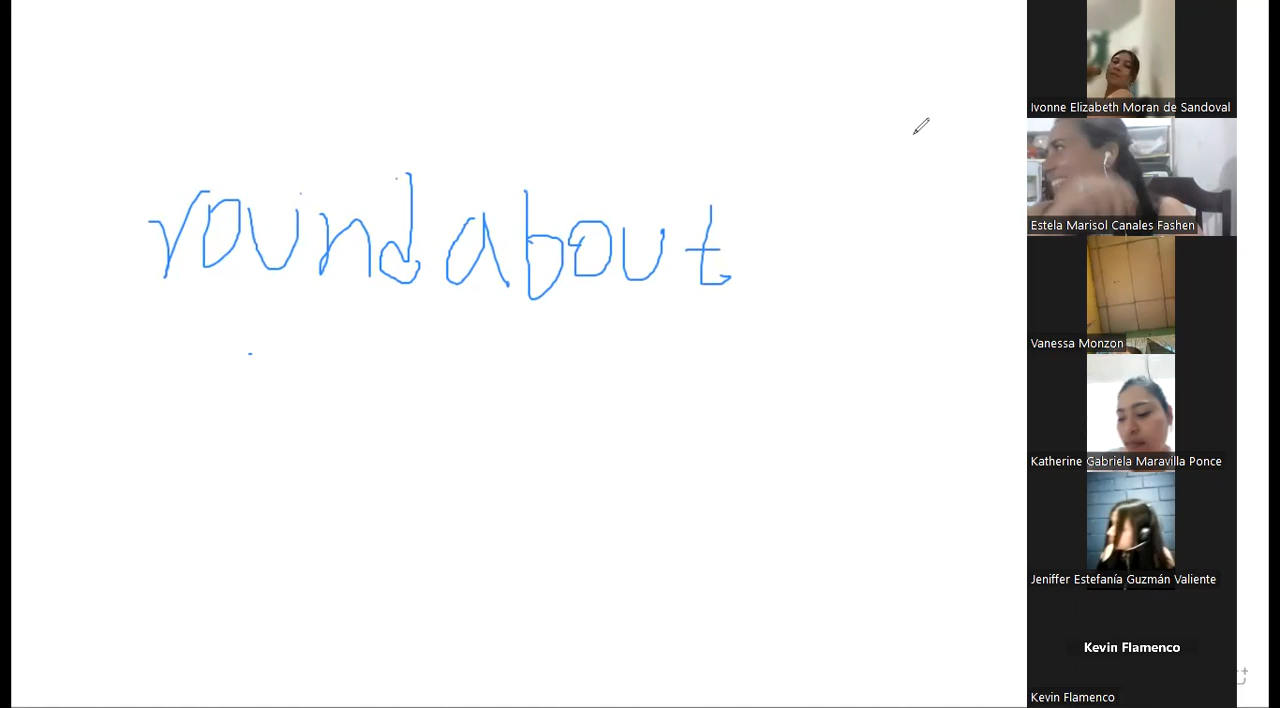 roundabout
Ivonne Elizabeth Moran de Sandoval
Estela Marisol Canales Fashen
Vanessa Monzon
Katherine Gabriela Maravilla Ponce
Jeniffer Estefanía Guzmán Valiente
Kevin Flamenco
Kevin Flamenco